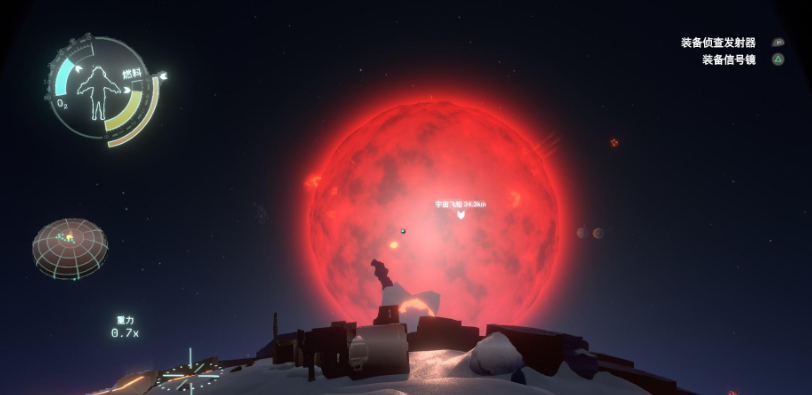 装备侦查发射器
装备信号镜
燃料
O₂
宇宙飞船 34.3km
重力
0.7x